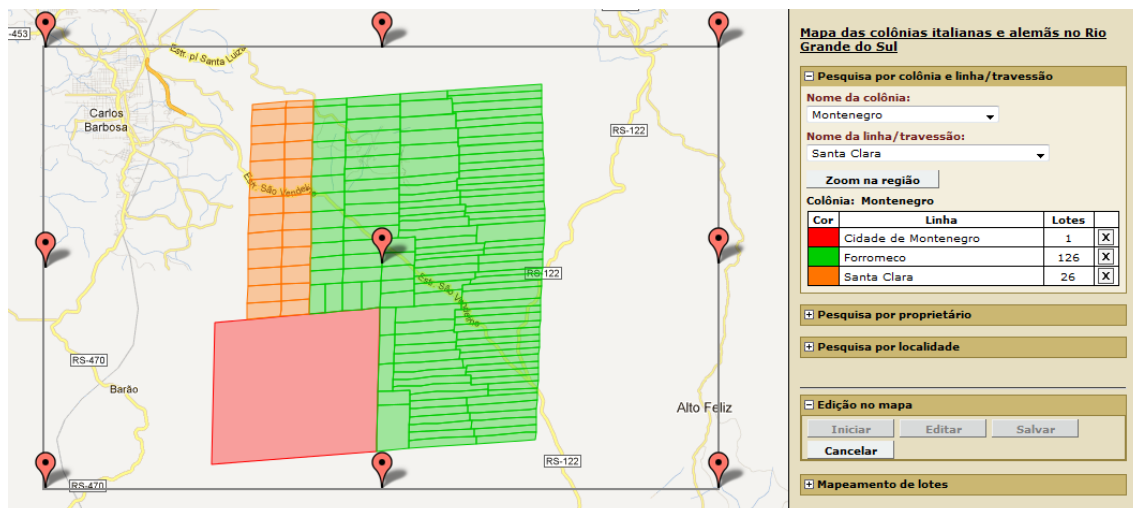 -453
Estr. p/ Santa Luiza
Carlos
Barbosa
RS-122
Estr. São Vendelino
RS-122
Estr. São Vendelino
RS-470
Barão
Alto Feliz
RS-122
RS-470
Mapa das colônias italianas e alemãs no Rio
Grande do Sul
Pesquisa por colônia e linha/travessão
Nome da colônia:
Montenegro
Nome da linha/travessão:
Santa Clara
Zoom na região
Colônia: Montenegro
Cor Linha Lotes
Cidade de Montenegro 1 X
Forromeco 126 X
Santa Clara 26 X
Pesquisa por proprietário
Pesquisa por localidade
Edição no mapa
Iniciar Editar Salvar
Cancelar
Mapeamento de lotes